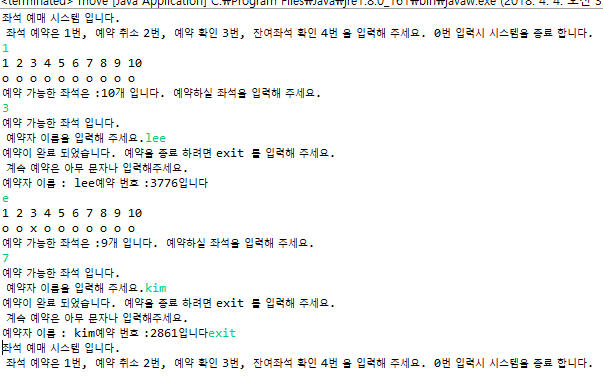 <terminated> move [Java Application] C:₩Program Files₩Java₩jre1.8.0_161₩bin₩javaw.exe (2018. 4. 4. 오전
좌석 예매 시스템 입니다.
좌석 예약은 1번, 예약 취소 2번, 예약 확인 3번, 잔여좌석 확인 4번 을 입력해 주세요. 0번 입력시 시스템을 종료 합니다.
1
1 2 3 4 5 6 7 8 9 10
o o o o o o o o o o
예약 가능한 좌석은 :10개 입니다. 예약하실 좌석을 입력해 주세요.
3
예약 가능한 좌석 입니다.
예약자 이름을 입력해 주세요.lee
예약이 완료 되었습니다. 예약을 종료 하려면 exit 를 입력해 주세요.
계속 예약은 아무 문자나 입력해주세요.
예약자 이름 : lee예약 번호 :3776입니다
e
1 2 3 4 5 6 7 8 9 10
o o x o o o o o o o
예약 가능한 좌석은 :9개 입니다. 예약하실 좌석을 입력해 주세요.
7
예약 가능한 좌석 입니다.
예약자 이름을 입력해 주세요.kim
예약이 완료 되었습니다. 예약을 종료 하려면 exit 를 입력해 주세요.
계속 예약은 아무 문자나 입력해주세요.
예약자 이름 : kim예약 번호 :2861입니다exit
좌석 예매 시스템 입니다.
좌석 예약은 1번, 예약 취소 2번, 예약 확인 3번, 잔여좌석 확인 4번 을 입력해 주세요. 0번 입력시 시스템을 종료 합니다.